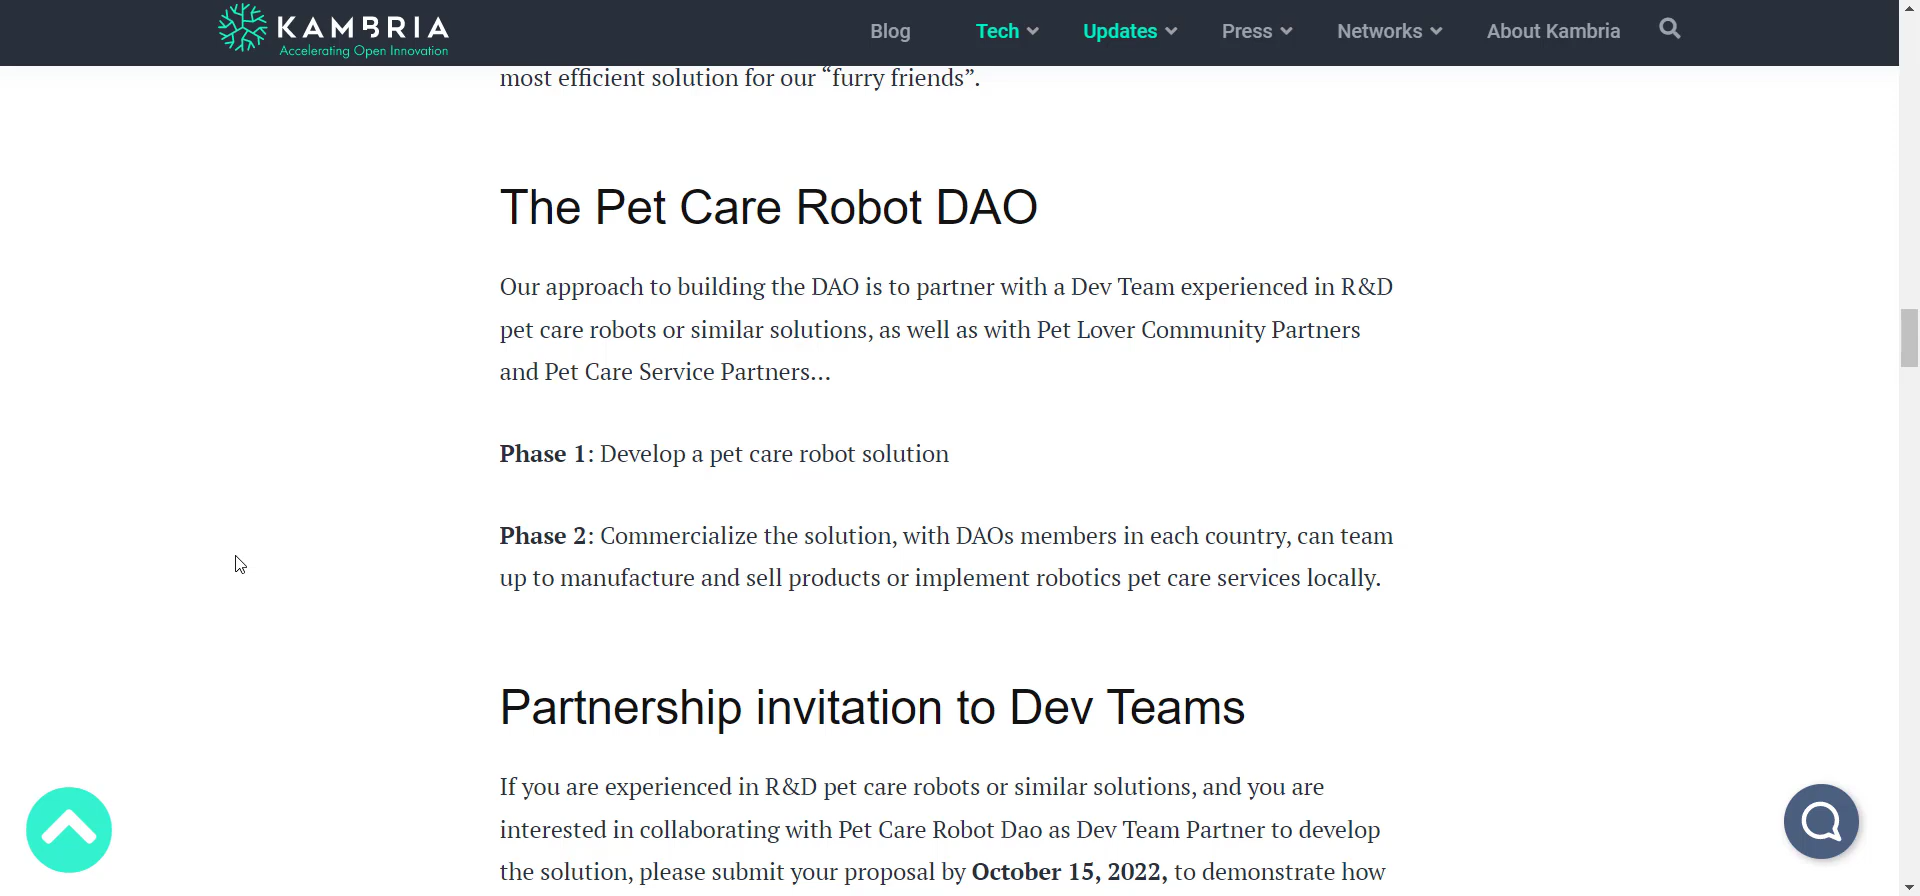 KAMBRIA
Accelerating Open Innovation
Blog Tech Updates Press Networks About Kambria
most efficient solution for our “furry friends”.
The Pet Care Robot DAO
Our approach to building the DAO is to partner with a Dev Team experienced in R&D
pet care robots or similar solutions, as well as with Pet Lover Community Partners
and Pet Care Service Partners…
Phase 1: Develop a pet care robot solution
Phase 2: Commercialize the solution, with DAOs members in each country, can team
up to manufacture and sell products or implement robotics pet care services locally.
Partnership invitation to Dev Teams
If you are experienced in R&D pet care robots or similar solutions, and you are
interested in collaborating with Pet Care Robot Dao as Dev Team Partner to develop
the solution, please submit your proposal by October 15, 2022, to demonstrate how